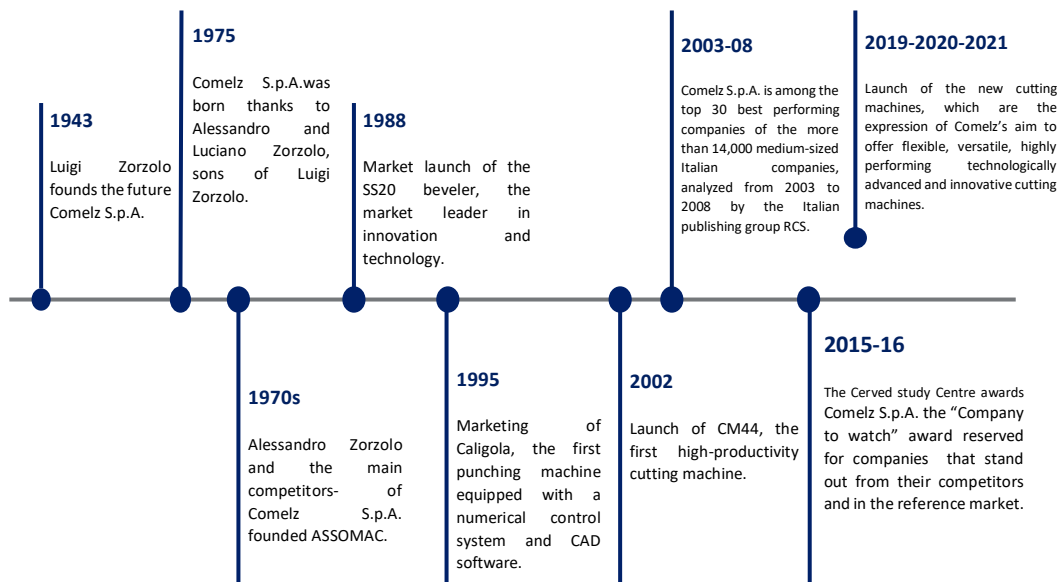 1943
Luigi Zorzolo
founds the future
Comelz S.p.A.
1975
Comelz S.p.A.was
born thanks to
Alessandro and
Luciano Zorzolo,
sons of Luigi
Zorzolo.
1970s
Alessandro Zorzolo
and the main
competitors- of
Comelz S.p.A.
founded ASSOMAC.
1988
Market launch of the
SS20 beveler, the
market leader in
innovation and
technology.
1995
Marketing of
Caligola, the first
punching machine
equipped with a
numerical control
system and CAD
software.
2002
Launch of CM44, the
first high-productivity
cutting machine.
2003-08
Comelz S.p.A. is among the
top 30 best performing
companies of the more
than 14,000 medium-sized
Italian companies,
analyzed from 2003 to
2008 by the Italian
publishing group RCS.
2015-16
The Cerved study Centre awards
Comelz S.p.A. the “Company
to watch” award reserved
for companies that stand
out from their competitors
and in the reference market.
2019-2020-2021
Launch of the new cutting
machines, which are the
expression of Comelz’s aim to
offer flexible, versatile, highly
performing technologically
advanced and innovative cutting
machines.